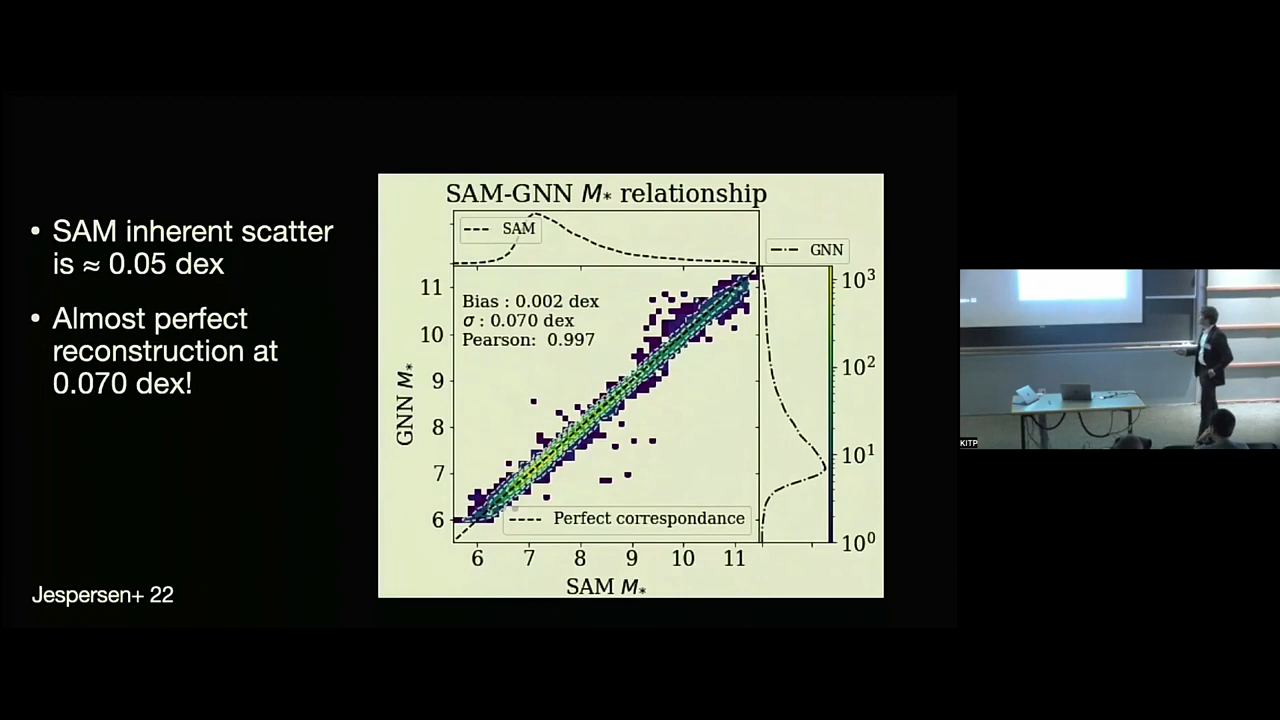 • SAM inherent scatter
is ≈ 0.05 dex
• Almost perfect
reconstruction at
0.070 dex!
Jespersen+ 22
SAM-GNN M* relationship
SAM
GNN
Bias : 0.002 dex
σ : 0.070 dex
Pearson: 0.997
11
10
9
8
7
6
GNN M*
Perfect correspondance
6 7 8 9 10 11
SAM M*
10³
10²
10¹
10⁰
KITP